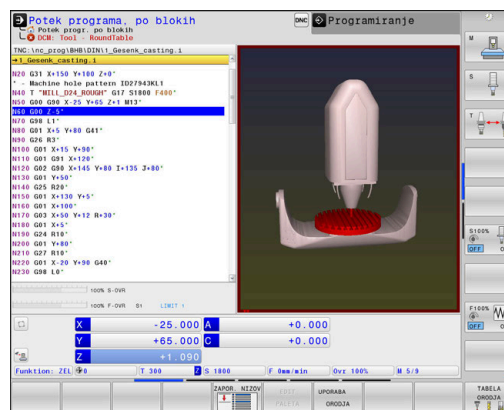 Potek programa, po blokih
DNC
Programiranje
Potek progr. po blokih
DCM: Tool - RoundTable
TNC:\nc_prog\BHB\DIN\1_Gesenk_casting.i
→1_Gesenk_casting.i
N20 G31 X+150 Y+100 Z+0*
* - Machine hole pattern ID27943KL1
N40 T "MILL_D24_ROUGH" G17 S1800 F400*
N50 G00 G90 X-25 Y+65 Z+1 M13*
N60 G00 Z-5*
N70 G98 L1*
N80 G01 X+5 Y+80 G41*
N90 G26 R3*
N100 G01 X+15 Y+90*
N110 G01 G91 X+120*
N120 G02 G90 X+145 Y+80 I+135 J+80*
N130 G01 Y+50*
N140 G25 R20*
N150 G01 X+130 Y+5*
N160 G01 X+100*
N170 G03 X+50 Y+12 R+30*
N180 G01 X+5*
N190 G24 R10*
N200 G01 Y+80*
N210 G27 R10*
N220 G01 X-20 Y+90 G40*
N230 G98 L0*
100% S-OVR
100% F-OVR S1 LIMIT 1
X -25.000 A +0.000
Y +65.000 C +0.000
Z +1.090
Funktion: ZEL 0 T 300 Z S 1800 F 0mm/min Ovr 100% M 5/9
M
S
T
S100%
OFF
F100%
OFF
ZAPOR. NIZOV
EDIT
PALETA
UPORABA
ORODJA
TABELA
ORODJA